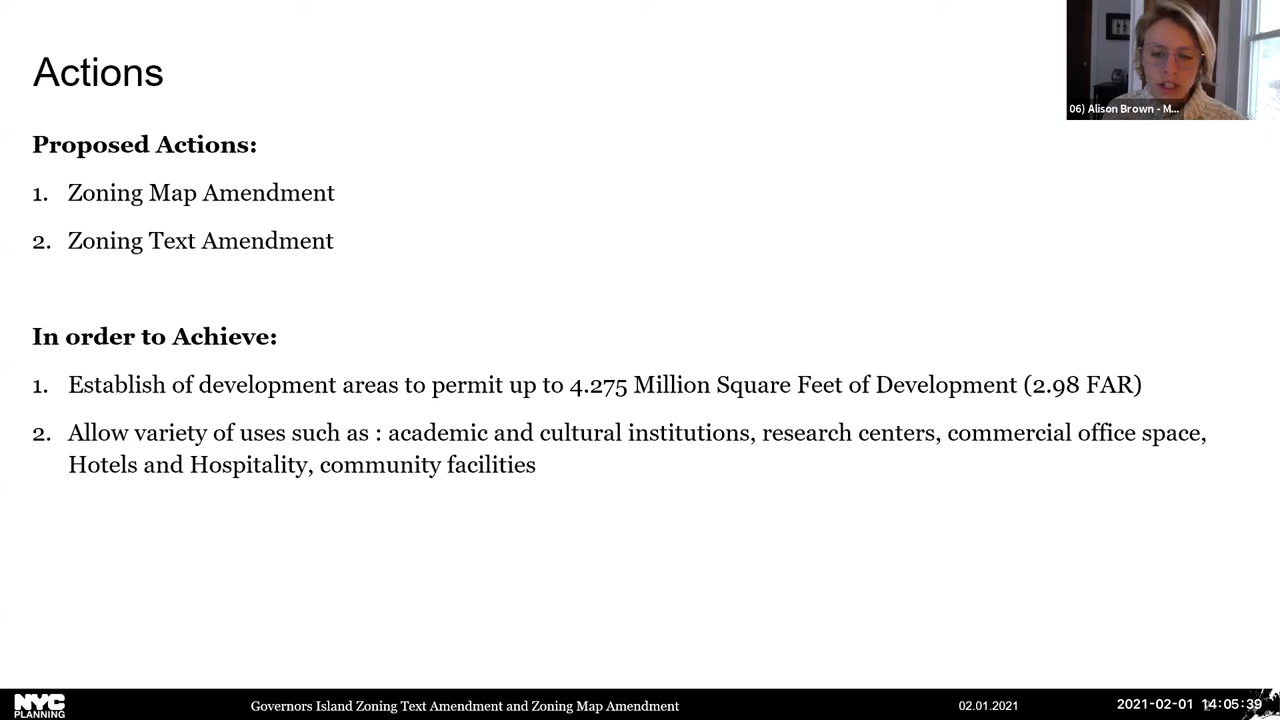 Actions
06) Alison Brown - M...
Proposed Actions:
1. Zoning Map Amendment
2. Zoning Text Amendment
In order to Achieve:
1. Establish of development areas to permit up to 4.275 Million Square Feet of Development (2.98 FAR)
2. Allow variety of uses such as : academic and cultural institutions, research centers, commercial office space,
Hotels and Hospitality, community facilities
NYC
PLANNING
Governors Island Zoning Text Amendment and Zoning Map Amendment
02.01.2021
2021-02-01 14:05:39